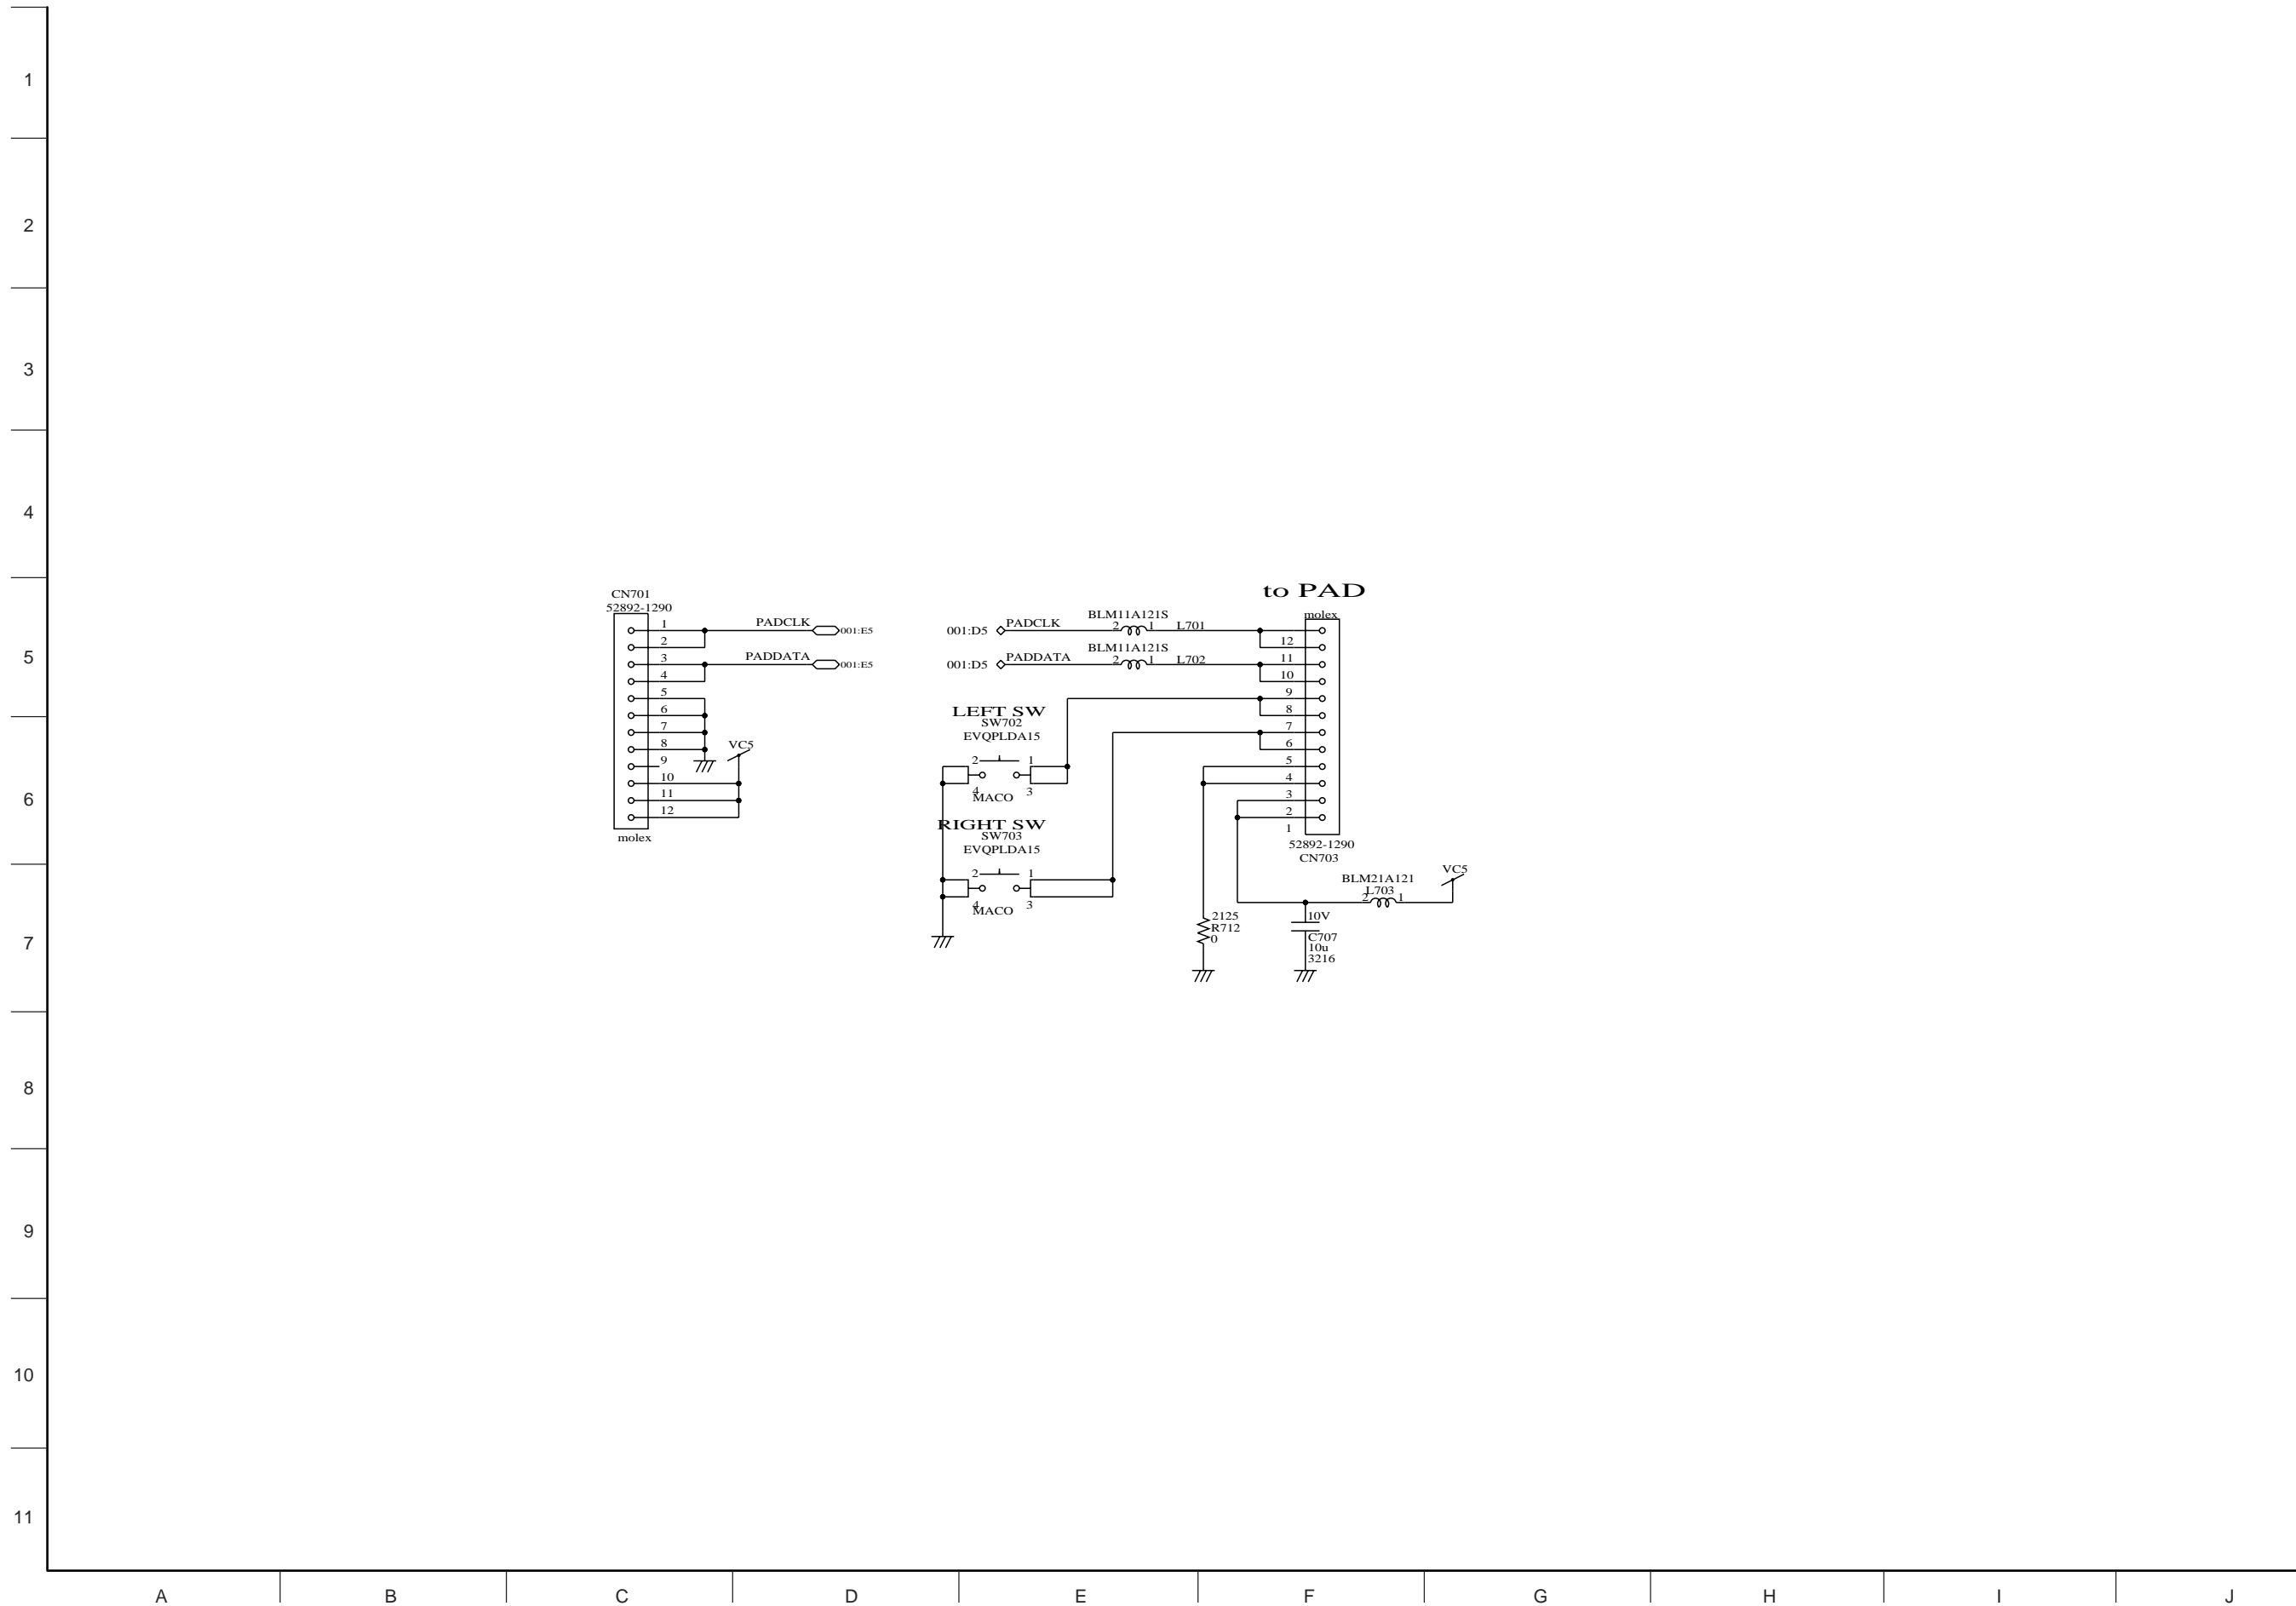 1
2
3
4
5
6
7
8
9
10
11
A B C D E F G H I J
CN701
52892-1290
1
2
3
4
5
6
7
8
9
10
11
12
molex
PADCLK
001:E5
PADDATA
001:E5
VC5
to PAD
001:D5 PADCLK
BLM11A121S
2 1 L701
001:D5 PADDATA
BLM11A121S
2 1 L702
LEFT SW
SW702
EVQPLDA15
2 1
4 3
MACO
RIGHT SW
SW703
EVQPLDA15
2 1
4 3
MACO
molex
12
11
10
9
8
7
6
5
4
3
2
1
52892-1290
CN703
BLM21A121
L703
2 1
VC5
2125
R712
0
10V
C707
10u
3216